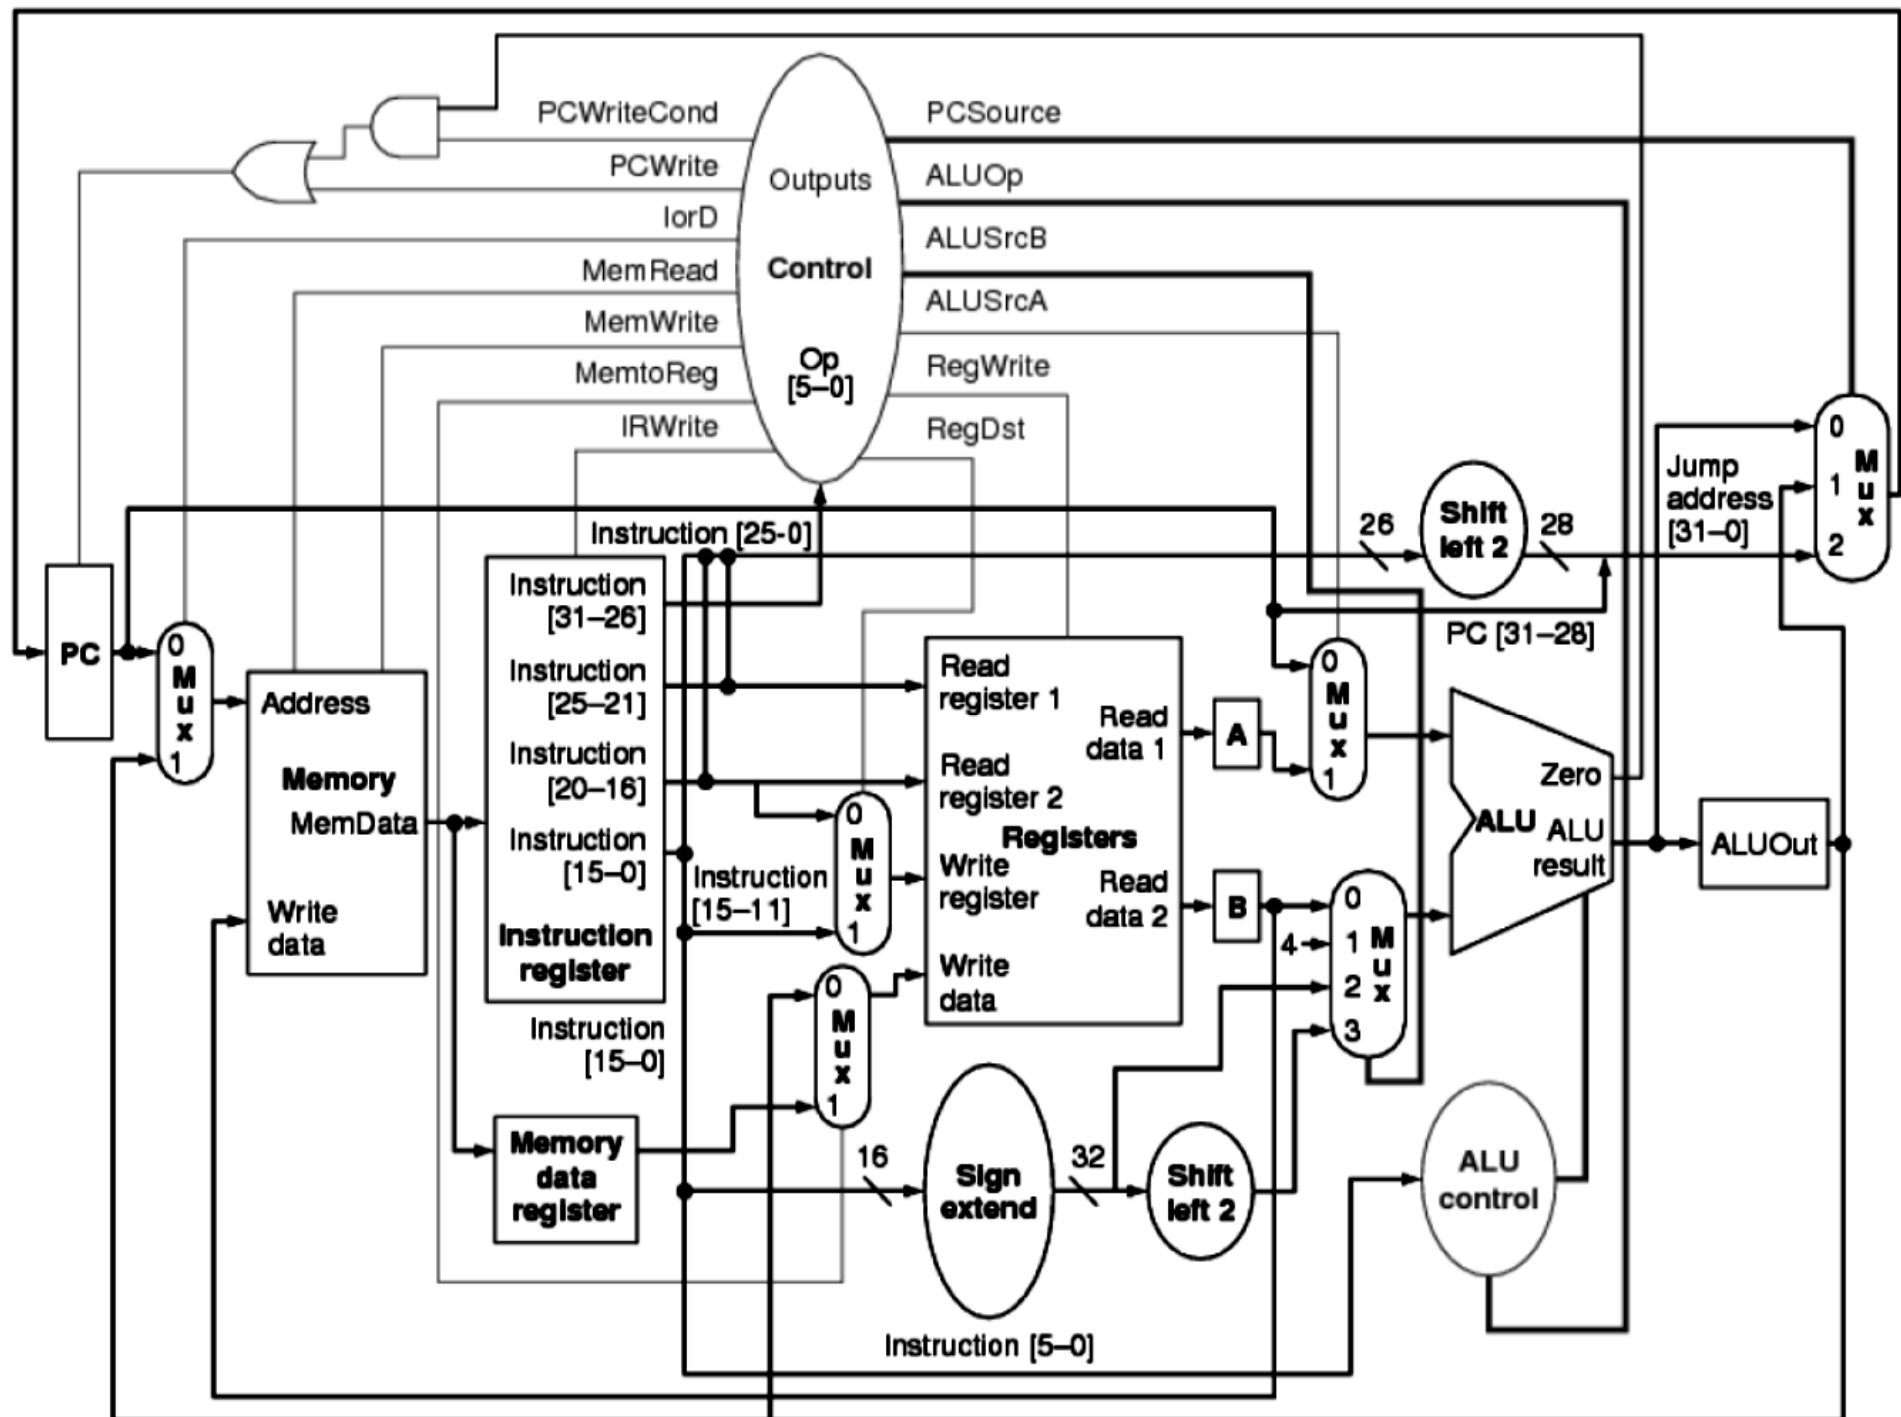 PCWriteCond
PCSource
PCWrite
Outputs
ALUOp
IorD
ALUSrcB
MemRead
Control
ALUSrcA
MemWrite
Op
[5–0]
RegWrite
MemtoReg
IRWrite
RegDst
Instruction [25-0]
26
Shift
left 2
28
Jump
address
[31–0]
0
1
2
M
u
x
PC
0
M
u
x
1
Instruction
[31–26]
Instruction
[25–21]
Instruction
[20–16]
Instruction
[15–0]
Instruction
register
Address
Memory
MemData
Write
data
PC [31–28]
Read
register 1
Read
register 2
Registers
Write
register
Write
data
Read
data 1
Read
data 2
A
B
0
M
u
x
1
Zero
ALU
ALU
result
ALUOut
0
M
u
x
1
Instruction
[15–11]
4
0
1
2
3
M
u
x
0
M
u
x
1
Instruction
[15–0]
Memory
data
register
16
Sign
extend
32
Shift
left 2
ALU
control
Instruction [5–0]